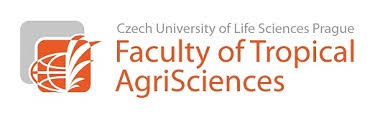 Czech University of Life Sciences Prague
Faculty of Tropical
AgriSciences